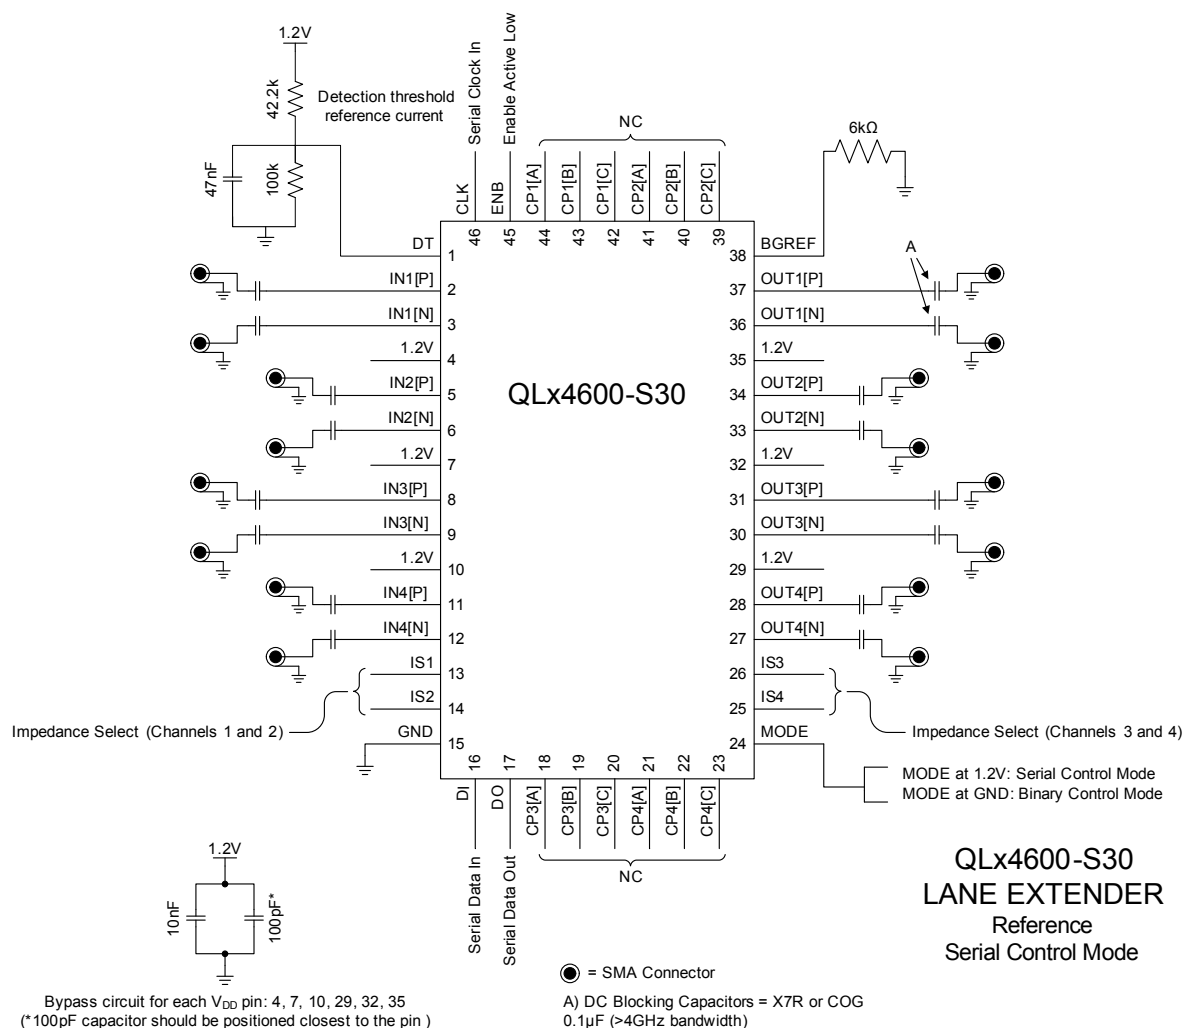 1.2V
42.2k
Detection threshold
reference current
47nF
100k
Serial Clock In
Enable Active Low
NC
CLK
ENB
CP1[A]
CP1[B]
CP1[C]
CP2[A]
CP2[B]
CP2[C]
46
45
44
43
42
41
40
39
6kΩ
DT
1
IN1[P]
2
IN1[N]
3
1.2V
4
IN2[P]
5
IN2[N]
6
1.2V
7
IN3[P]
8
IN3[N]
9
1.2V
10
IN4[P]
11
IN4[N]
12
IS1
13
IS2
14
GND
15
Impedance Select (Channels 1 and 2)
QLx4600-S30
BGREF
38
A
OUT1[P]
37
OUT1[N]
36
1.2V
35
OUT2[P]
34
OUT2[N]
33
1.2V
32
OUT3[P]
31
OUT3[N]
30
1.2V
29
OUT4[P]
28
OUT4[N]
27
IS3
26
IS4
25
MODE
24
Impedance Select (Channels 3 and 4)
MODE at 1.2V: Serial Control Mode
MODE at GND: Binary Control Mode
16
17
18
19
20
21
22
23
DI
DO
CP3[A]
CP3[B]
CP3[C]
CP4[A]
CP4[B]
CP4[C]
Serial Data In
Serial Data Out
NC
1.2V
10nF
100pF*
Bypass circuit for each VDD pin: 4, 7, 10, 29, 32, 35
(*100pF capacitor should be positioned closest to the pin )
= SMA Connector
A) DC Blocking Capacitors = X7R or COG
0.1µF (>4GHz bandwidth)
QLx4600-S30
LANE EXTENDER
Reference
Serial Control Mode